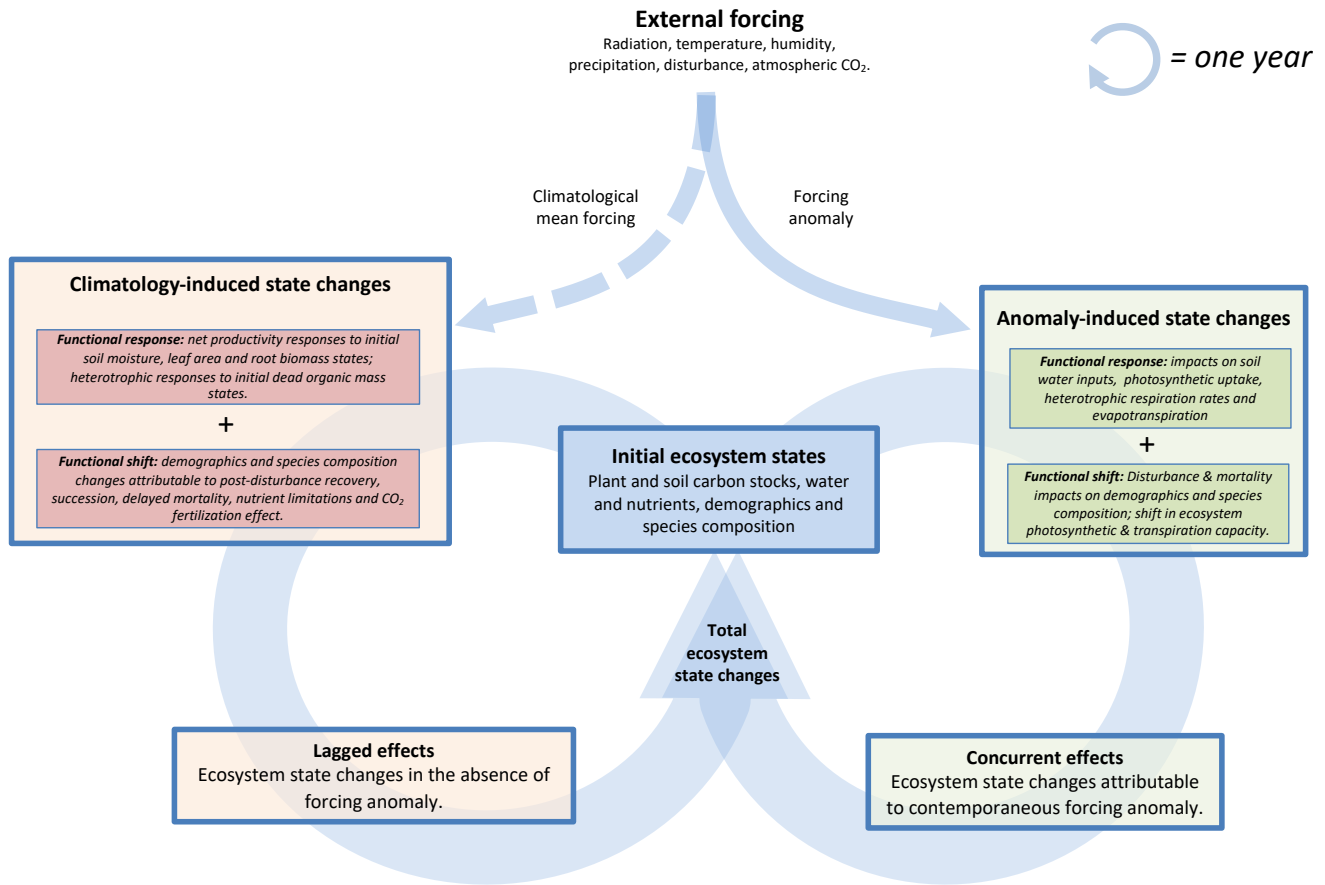 External forcing
Radiation, temperature, humidity,
precipitation, disturbance, atmospheric CO₂.
= one year
Climatological
mean forcing
Forcing
anomaly
Climatology-induced state changes
Functional response: net productivity responses to initial
soil moisture, leaf area and root biomass states;
heterotrophic responses to initial dead organic mass
states.
+
Functional shift: demographics and species composition
changes attributable to post-disturbance recovery,
succession, delayed mortality, nutrient limitations and CO₂
fertilization effect.
Anomaly-induced state changes
Functional response: impacts on soil
water inputs, photosynthetic uptake,
heterotrophic respiration rates and
evapotranspiration
+
Functional shift: Disturbance & mortality
impacts on demographics and species
composition; shift in ecosystem
photosynthetic & transpiration capacity.
Initial ecosystem states
Plant and soil carbon stocks, water
and nutrients, demographics and
species composition
Total
ecosystem
state changes
Lagged effects
Ecosystem state changes in the absence of
forcing anomaly.
Concurrent effects
Ecosystem state changes attributable
to contemporaneous forcing anomaly.